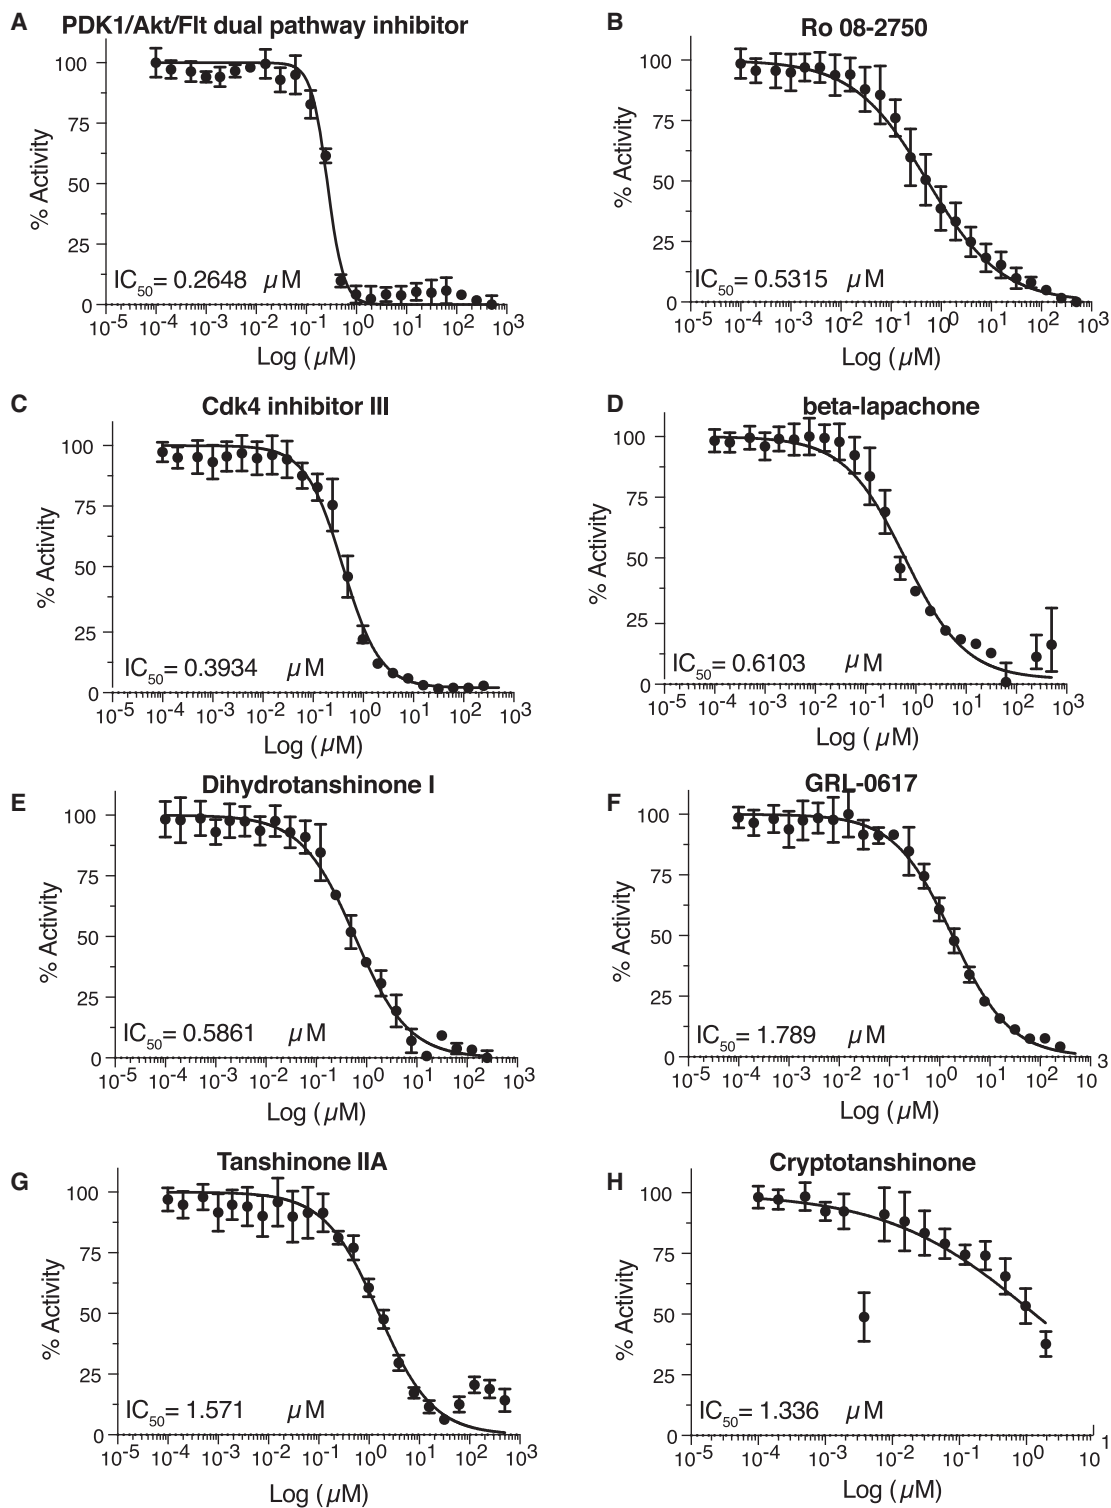 A PDK1/Akt/Flt dual pathway inhibitor
100
75
50
25
0
% Activity
IC50= 0.2648 µM
10-5 10-4 10-3 10-2 10-1 100 101 102 103
Log (µM)
B Ro 08-2750
100
75
50
25
0
% Activity
IC50= 0.5315 µM
10-5 10-4 10-3 10-2 10-1 100 101 102 103
Log (µM)
C Cdk4 inhibitor III
100
75
50
25
0
% Activity
IC50= 0.3934 µM
10-5 10-4 10-3 10-2 10-1 100 101 102 103
Log (µM)
D beta-lapachone
100
75
50
25
0
% Activity
IC50= 0.6103 µM
10-5 10-4 10-3 10-2 10-1 100 101 102 103
Log (µM)
E Dihydrotanshinone I
100
75
50
25
0
% Activity
IC50= 0.5861 µM
10-5 10-4 10-3 10-2 10-1 100 101 102 103
Log (µM)
F GRL-0617
100
75
50
25
0
% Activity
IC50= 1.789 µM
10-5 10-4 10-3 10-2 10-1 100 101 102 103
Log (µM)
G Tanshinone IIA
100
75
50
25
0
% Activity
IC50= 1.571 µM
10-5 10-4 10-3 10-2 10-1 100 101 102 103
Log (µM)
H Cryptotanshinone
100
75
50
25
0
% Activity
IC50= 1.336 µM
10-5 10-4 10-3 10-2 10-1 100 101
Log (µM)